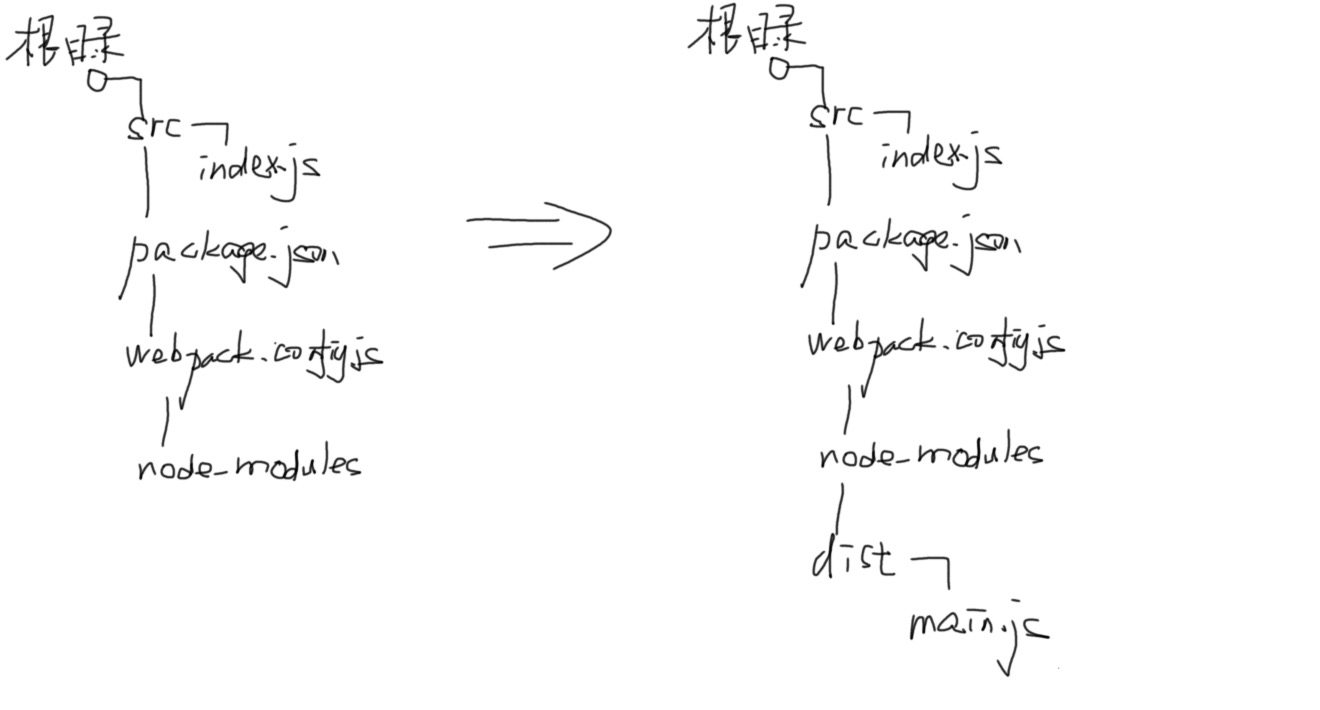 根目录
src
index.js
package.json
webpack.config.js
node_modules
根目录
src
index.js
package.json
webpack.config.js
node_modules
dist
main.js